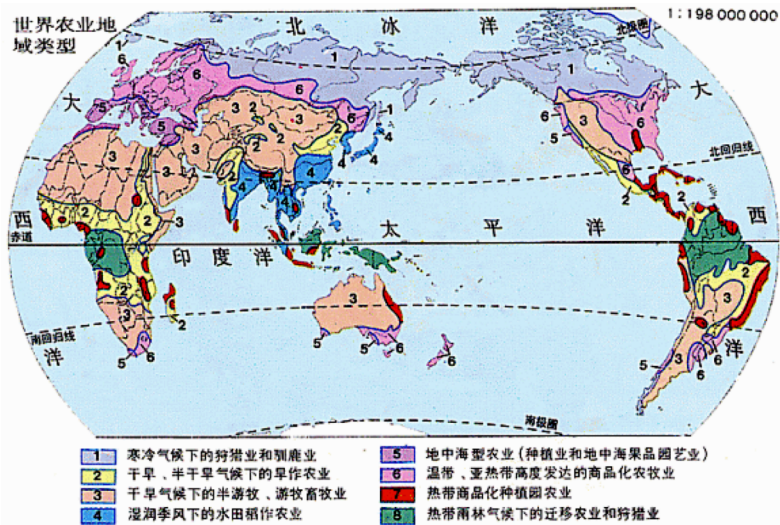 世界农业地
域类型
1:198 000 000
北 冰 洋
北极圈
大
大
北回归线
西
太 平 洋
西
赤道
印 度 洋
南回归线
洋
洋
南极圈
1 寒冷气候下的狩猎业和驯鹿业
2 干旱、半干旱气候下的旱作农业
3 干旱气候下的半游牧、游牧畜牧业
4 湿润季风下的水田稻作农业
5 地中海型农业(种植业和地中海果品园艺业)
6 温带、亚热带高度发达的商品化农牧业
7 热带商品化种植园农业
8 热带雨林气候下的迁移农业和狩猎业